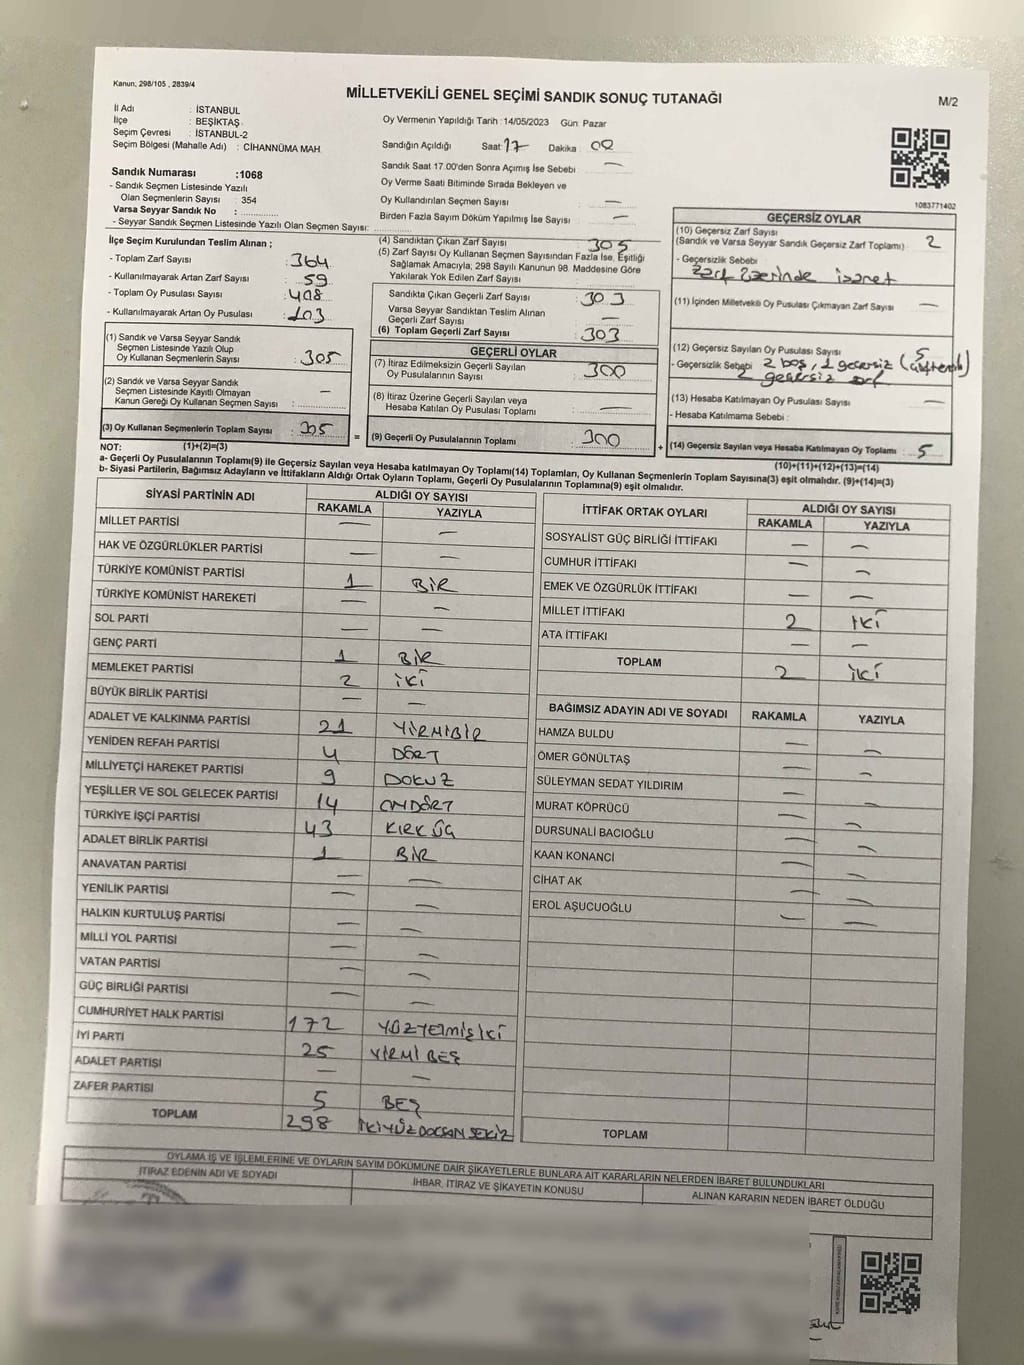 Kanun; 298/105 , 2839/4
MİLLETVEKİLİ GENEL SEÇİMİ SANDIK SONUÇ TUTANAĞI
M/2
İl Adı : İSTANBUL
İlçe : BEŞİKTAŞ
Seçim Çevresi : İSTANBUL-2
Seçim Bölgesi (Mahalle Adı) : CİHANNÜMA MAH.
Oy Vermenin Yapıldığı Tarih :14/05/2023 Gün: Pazar
Sandığın Açıldığı Saat: 17 Dakika : 00
Sandık Saat 17.00'den Sonra Açımış İse Sebebi —
Oy Verme Saati Bitiminde Sırada Bekleyen ve
Oy Kullandırılan Seçmen Sayısı —
Birden Fazla Sayım Döküm Yapılmış İse Sayısı —
1083771402
Sandık Numarası :1068
- Sandık Seçmen Listesinde Yazılı
Olan Seçmenlerin Sayısı : 354
Varsa Seyyar Sandık No :
- Seyyar Sandık Seçmen Listesinde Yazılı Olan Seçmen Sayısı:
İlçe Seçim Kurulundan Teslim Alınan ;
- Toplam Zarf Sayısı : 364
- Kullanılmayarak Artan Zarf Sayısı : 59
- Toplam Oy Pusulası Sayısı : 408
- Kullanılmayarak Artan Oy Pusulası : 103
(1) Sandık ve Varsa Seyyar Sandık
Seçmen Listesinde Yazılı Olup
Oy Kullanan Seçmenlerin Sayısı : 305
(2) Sandık ve Varsa Seyyar Sandık
Seçmen Listesinde Kayıtlı Olmayan
Kanun Gereği Oy Kullanan Seçmen Sayısı : —
(3) Oy Kullanan Seçmenlerin Toplam Sayısı : 305
(4) Sandıktan Çıkan Zarf Sayısı 305
(5) Zarf Sayısı Oy Kullanan Seçmen Sayısından Fazla İse, Eşitliği
Sağlamak Amacıyla; 298 Sayılı Kanunun 98. Maddesine Göre
Yakılarak Yok Edilen Zarf Sayısı :
Sandıkta Çıkan Geçerli Zarf Sayısı : 303
Varsa Seyyar Sandıktan Teslim Alınan
Geçerli Zarf Sayısı : —
(6) Toplam Geçerli Zarf Sayısı : 303
GEÇERLİ OYLAR
(7) İtiraz Edilmeksizin Geçerli Sayılan
Oy Pusulalarının Sayısı : 300
(8) İtiraz Üzerine Geçerli Sayılan veya
Hesaba Katılan Oy Pusulası Toplamı : —
= (9) Geçerli Oy Pusulalarının Toplamı : 300
GEÇERSİZ OYLAR
(10) Geçersiz Zarf Sayısı
(Sandık ve Varsa Seyyar Sandık Geçersiz Zarf Toplamı) : 2
- Geçersizlik Sebebi :
Zarf üzerinde işaret
(11) İçinden Milletvekili Oy Pusulası Çıkmayan Zarf Sayısı —
(12) Geçersiz Sayılan Oy Pusulası Sayısı 5
- Geçersizlik Sebebi 2 boş, 1 geçersiz
2 geçersiz zarf
(13) Hesaba Katılmayan Oy Pusulası Sayısı —
- Hesaba Katılmama Sebebi :
+ (14) Geçersiz Sayılan veya Hesaba Katılmayan Oy Toplamı : 5
NOT: (1)+(2)=(3)
(10)+(11)+(12)+(13)=(14)
a- Geçerli Oy Pusulaları Toplamı(9) ile Geçersiz Sayılan veya Hesaba katılmayan Oy Toplamı(14) Toplamları, Oy Kullanan Seçmenlerin Toplam Sayısına(3) eşit olmalıdır. (9)+(14)=(3)
b- Siyasi Partilerin, Bağımsız Adayların ve İttifakların Aldığı Ortak Oyların Toplamı, Geçerli Oy Pusulalarının Toplamına(9) eşit olmalıdır.
SİYASİ PARTİNİN ADI ALDIĞI OY SAYISI
RAKAMLA YAZIYLA
MİLLET PARTİSİ — —
HAK VE ÖZGÜRLÜKLER PARTİSİ — —
TÜRKİYE KOMÜNİST PARTİSİ 1 BİR
TÜRKİYE KOMÜNİST HAREKETİ — —
SOL PARTİ — —
GENÇ PARTİ 1 BİR
MEMLEKET PARTİSİ 2 İKİ
BÜYÜK BİRLİK PARTİSİ — —
ADALET VE KALKINMA PARTİSİ 21 YİRMİBİR
YENİDEN REFAH PARTİSİ 4 DÖRT
MİLLİYETÇİ HAREKET PARTİSİ 9 DOKUZ
YEŞİLLER VE SOL GELECEK PARTİSİ 14 ONDÖRT
TÜRKİYE İŞÇİ PARTİSİ 43 KIRK ÜÇ
ADALET BİRLİK PARTİSİ 1 BİR
ANAVATAN PARTİSİ — —
YENİLİK PARTİSİ — —
HALKIN KURTULUŞ PARTİSİ — —
MİLLİ YOL PARTİSİ — —
VATAN PARTİSİ — —
GÜÇ BİRLİĞİ PARTİSİ — —
CUMHURİYET HALK PARTİSİ 172 YÜZYETMİŞİKİ
İYİ PARTİ 25 YİRMİ BEŞ
ADALET PARTİSİ — —
ZAFER PARTİSİ 5 BEŞ
TOPLAM 298 İKİYÜZDOKSAN SEKİZ
İTTİFAK ORTAK OYLARI ALDIĞI OY SAYISI
RAKAMLA YAZIYLA
SOSYALİST GÜÇ BİRLİĞİ İTTİFAKI — —
CUMHUR İTTİFAKI — —
EMEK VE ÖZGÜRLÜK İTTİFAKI — —
MİLLET İTTİFAKI 2 İKİ
ATA İTTİFAKI — —
TOPLAM 2 İKİ
BAĞIMSIZ ADAYIN ADI VE SOYADI RAKAMLA YAZIYLA
HAMZA BULDU — —
ÖMER GÖNÜLTAŞ — —
SÜLEYMAN SEDAT YILDIRIM — —
MURAT KÖPRÜCÜ — —
DURSUNALİ BACIOĞLU — —
KAAN KONANCİ — —
CİHAT AK — —
EROL AŞUCUOĞLU — —
TOPLAM
OYLAMA İŞ VE İŞLEMLERİNE VE OYLARIN SAYIM DÖKÜMÜNE DAİR ŞİKAYETLERLE BUNLARA AİT KARARLARIN NELERDEN İBARET BULUNDUKLARI
İTİRAZ EDENİN ADI VE SOYADI
İHBAR, İTİRAZ VE ŞİKAYETİN KONUSU
ALINAN KARARIN NEDEN İBARET OLDUĞU